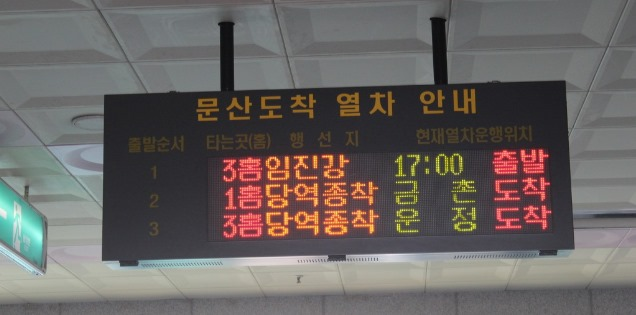 문산도착 열차 안내
출발순서 타는곳(홈) 행 선 지 현재열차운행위치
1 3홈 임진강 17:00 출발
2 1홈 당역종착 금 촌 도착
3 3홈 당역종착 운 정 도착